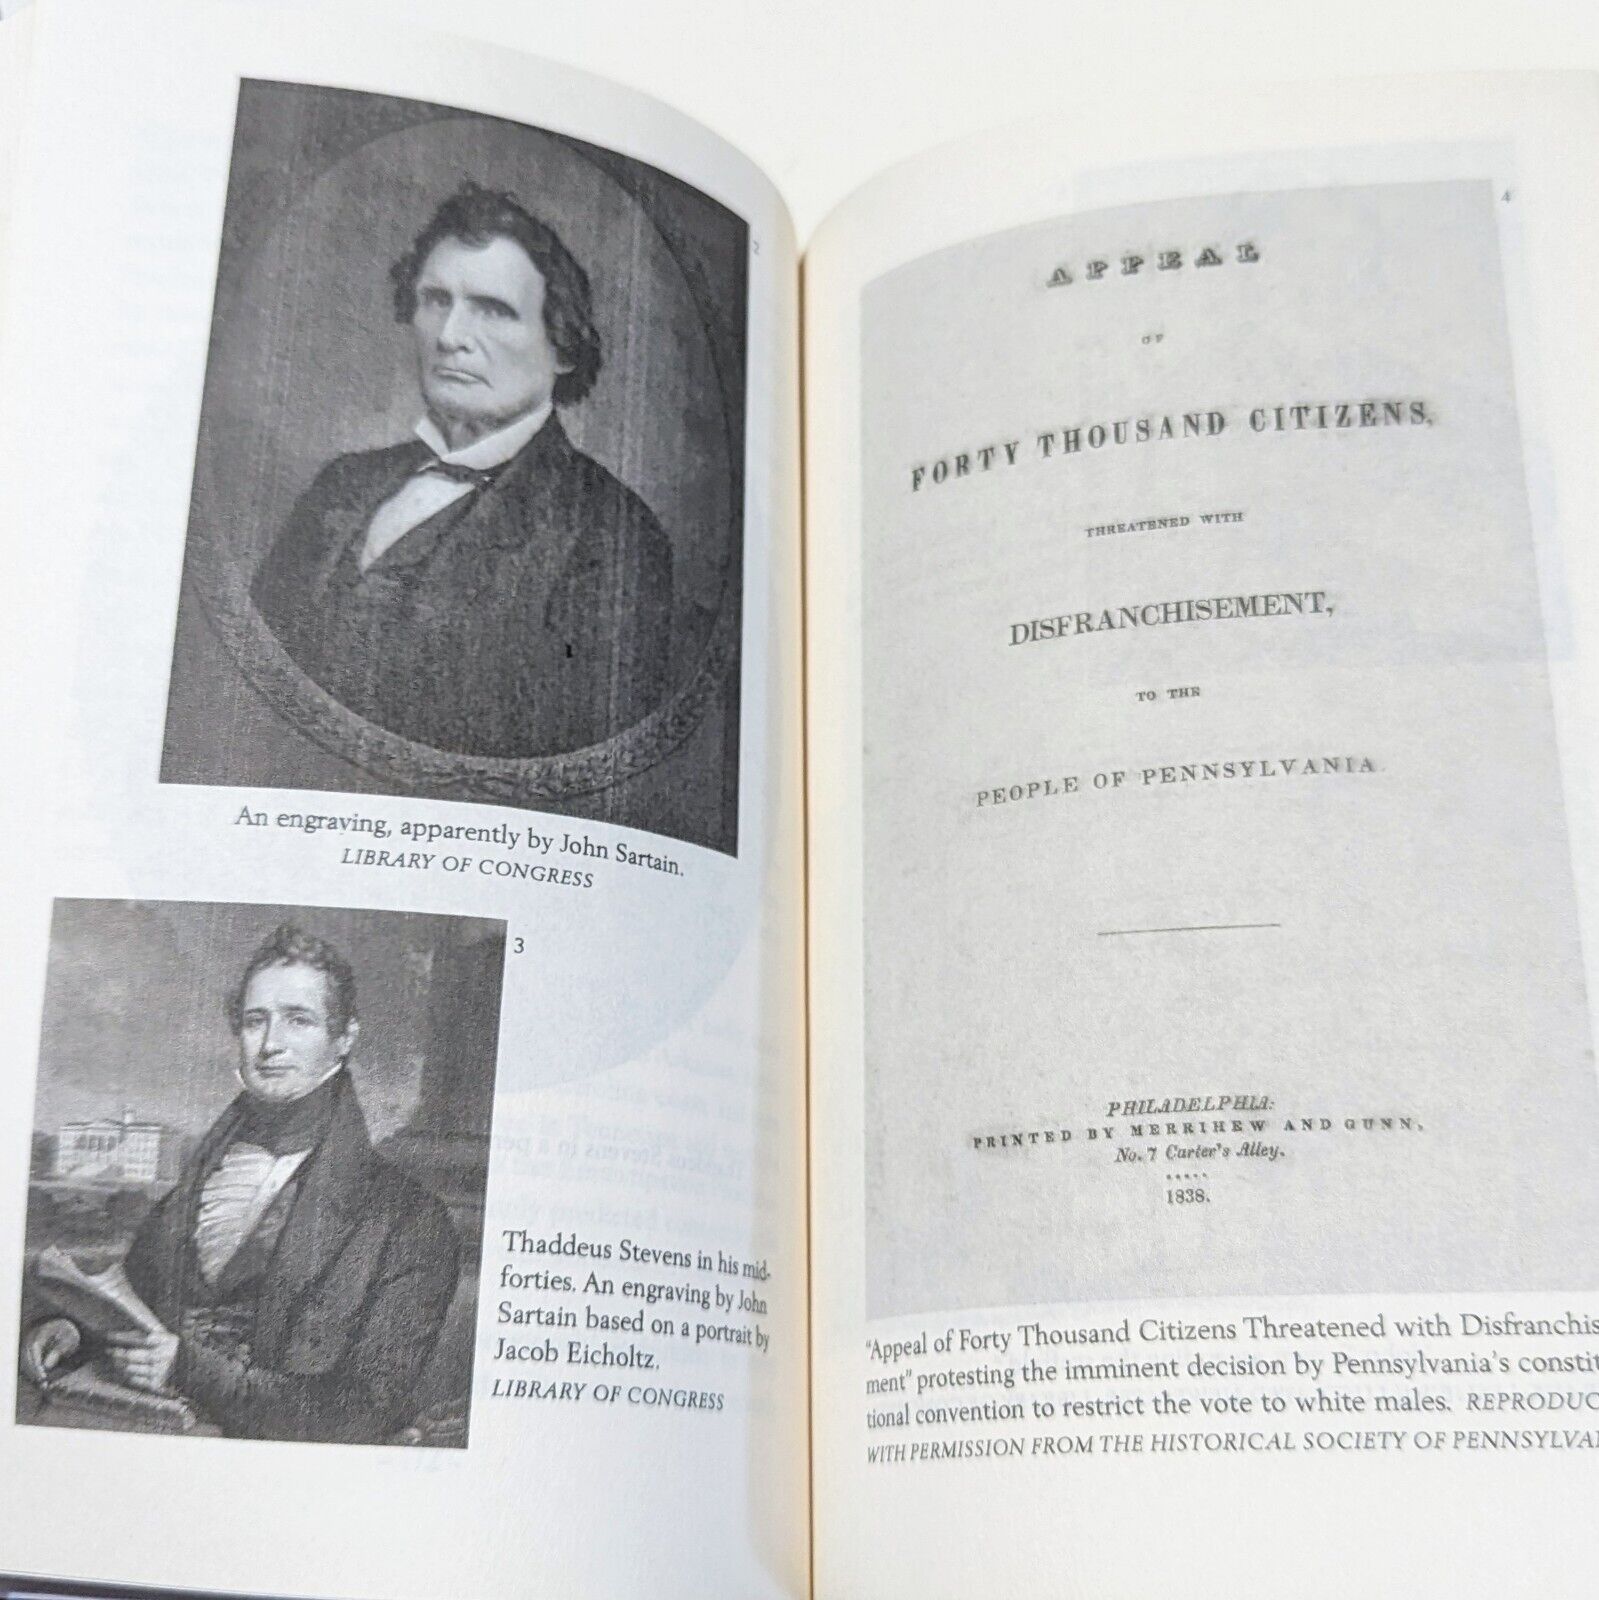 2
An engraving, apparently by John Sartain.
LIBRARY OF CONGRESS
3
Thaddeus Stevens in his mid-
forties. An engraving by John
Sartain based on a portrait by
Jacob Eicholtz.
LIBRARY OF CONGRESS
4
APPEAL
OF
FORTY THOUSAND CITIZENS,
THREATENED WITH
DISFRANCHISEMENT,
TO THE
PEOPLE OF PENNSYLVANIA.
PHILADELPHIA:
PRINTED BY MERRIHEW AND GUNN,
No. 7 Carter's Alley.
.....
1838.
"Appeal of Forty Thousand Citizens Threatened with Disfranchis
ment" protesting the imminent decision by Pennsylvania's constit
tional convention to restrict the vote to white males. REPRODUC
WITH PERMISSION FROM THE HISTORICAL SOCIETY OF PENNSYLVA